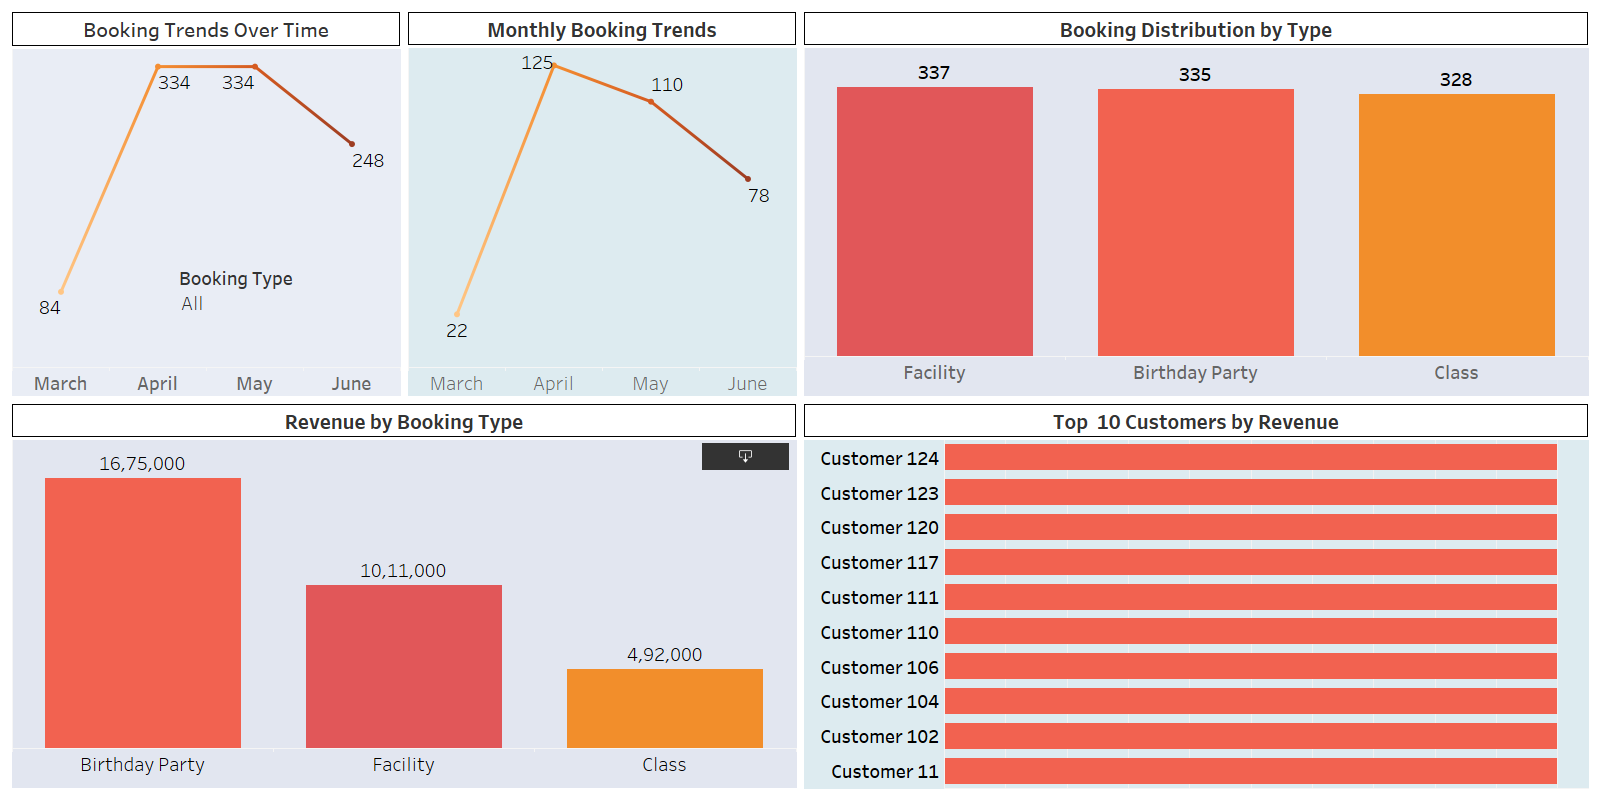 Booking Trends Over Time
334
334
248
84
Booking Type
All
March April May June
Monthly Booking Trends
125
110
78
22
March April May June
Booking Distribution by Type
337
335
328
Facility Birthday Party Class
Revenue by Booking Type
16,75,000
10,11,000
4,92,000
Birthday Party Facility Class
Top 10 Customers by Revenue
Customer 124
Customer 123
Customer 120
Customer 117
Customer 111
Customer 110
Customer 106
Customer 104
Customer 102
Customer 11